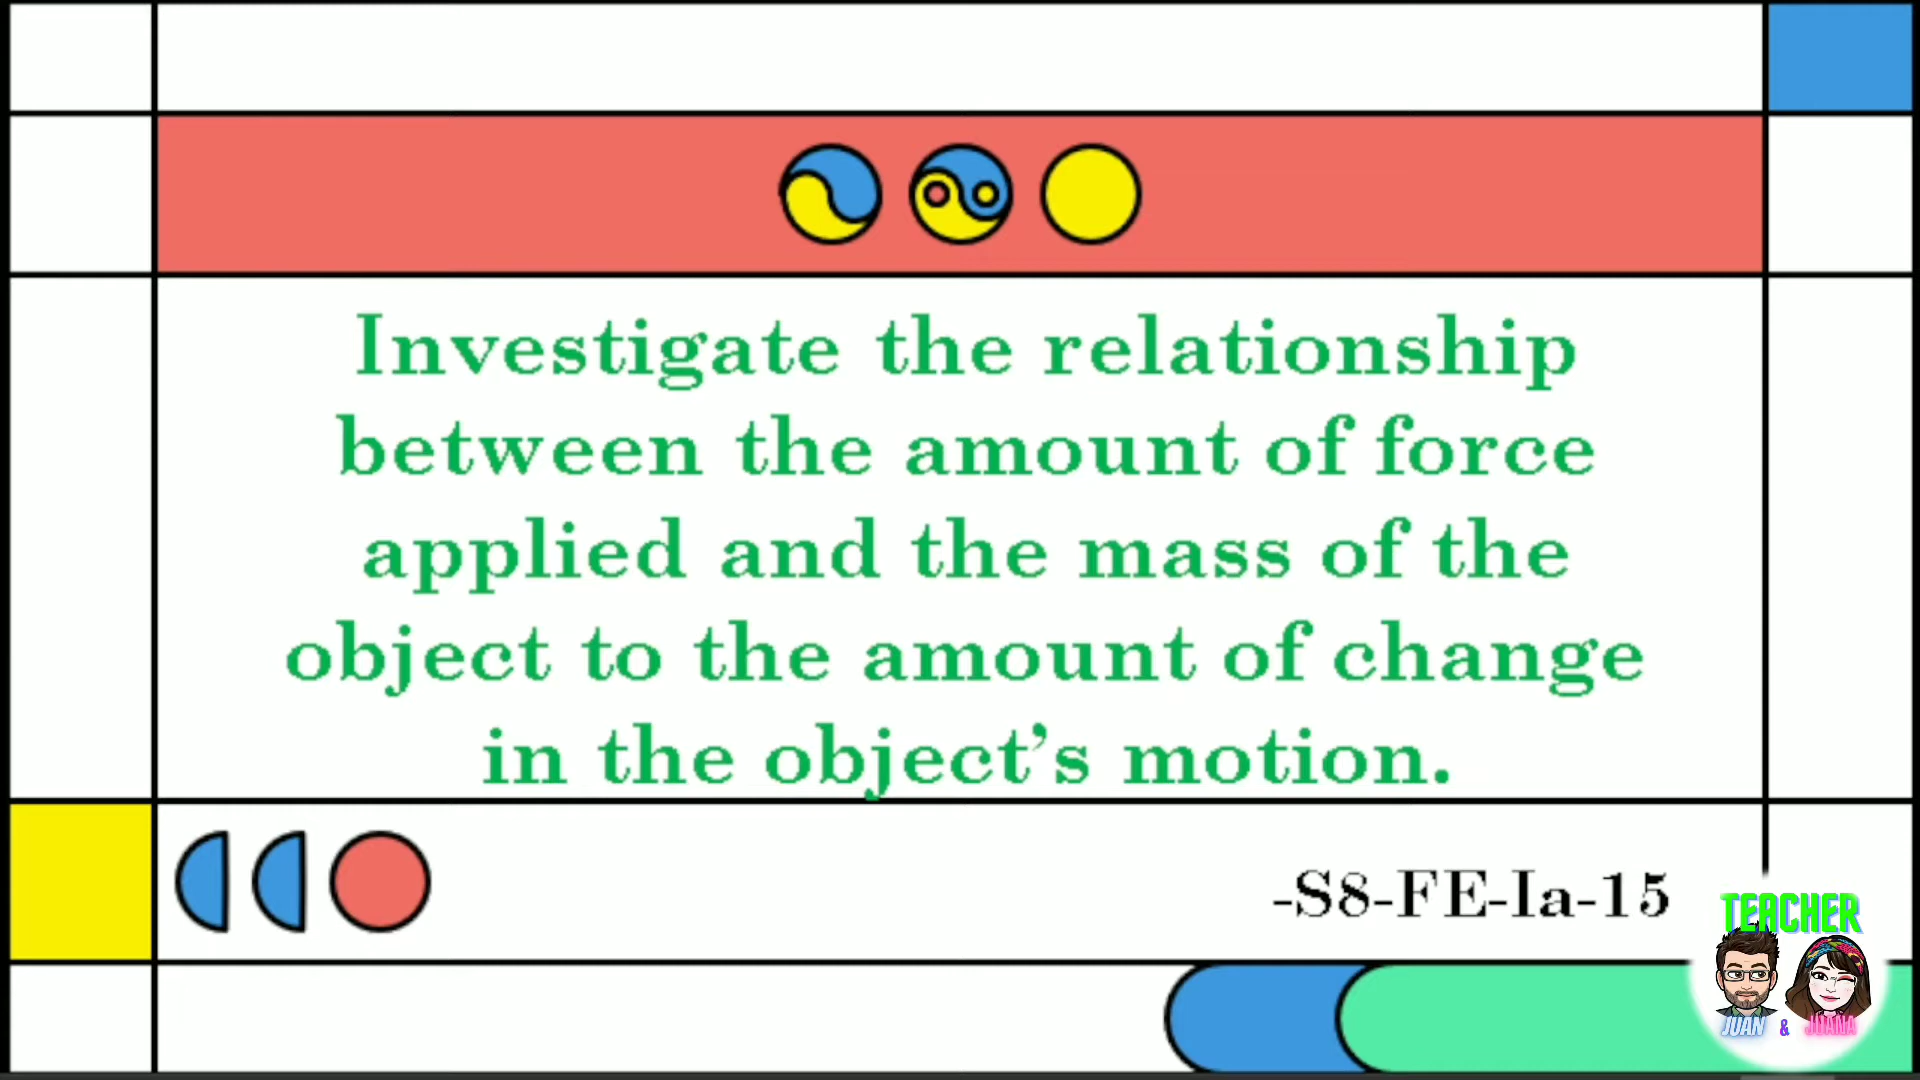 Investigate the relationship
between the amount of force
applied and the mass of the
object to the amount of change
in the object’s motion.
-S8-FE-Ia-15
TEACHER
JUAN & JUANA